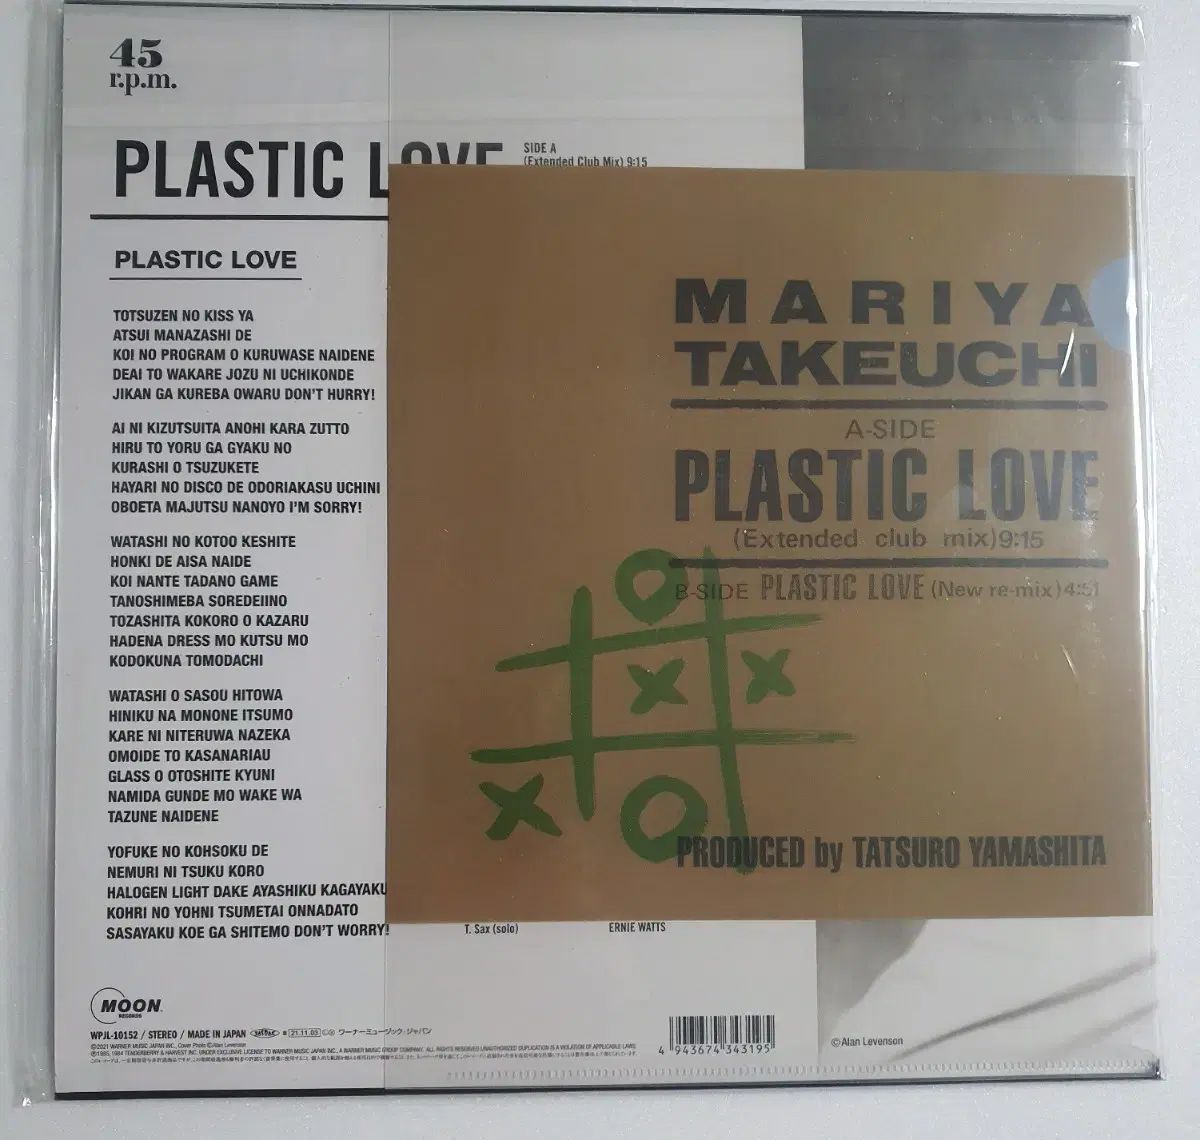 45
r.p.m.
PLASTIC LOVE
SIDE A
(Extended Club Mix) 9:15
PLASTIC LOVE
TOTSUZEN NO KISS YA
ATSUI MANAZASHI DE
KOI NO PROGRAM O KURUWASE NAIDENE
DEAI TO WAKARE JOZU NI UCHIKONDE
JIKAN GA KUREBA OWARU DON'T HURRY!
AI NI KIZUTSUITA ANOHI KARA ZUTTO
HIRU TO YORU GA GYAKU NO
KURASHI O TSUZUKETE
HAYARI NO DISCO DE ODORIAKASU UCHINI
OBOETA MAJUTSU NANOYO I'M SORRY!
WATASHI NO KOTOO KESHITE
HONKI DE AISA NAIDE
KOI NANTE TADANO GAME
TANOSHIMEBA SOREDEIINO
TOZASHITA KOKORO O KAZARU
HADENA DRESS MO KUTSU MO
KODOKUNA TOMODACHI
WATASHI O SASOU HITOWA
HINIKU NA MONONE ITSUMO
KARE NI NITERUWA NAZEKA
OMOIDE TO KASANARIAU
GLASS O OTOSHITE KYUNI
NAMIDA GUNDE MO WAKE WA
TAZUNE NAIDENE
YOFUKE NO KOHSOKU DE
NEMURI NI TSUKU KORO
HALOGEN LIGHT DAKE AYASHIKU KAGAYAKU
KOHRI NO YOHNI TSUMETAI ONNADATO
SASAYAKU KOE GA SHITEMO DON'T WORRY!
MARIYA
TAKEUCHI
A-SIDE
PLASTIC LOVE
(Extended club mix)9:15
B-SIDE PLASTIC LOVE (New re-mix)4:51
PRODUCED by TATSURO YAMASHITA
T. Sax (solo) ERNIE WATTS
MOON
RECORDS
WPJL-10152 / STEREO / MADE IN JAPAN 21.11.03 ワーナーミュージック・ジャパン
4 943674 343195
©Alan Levenson